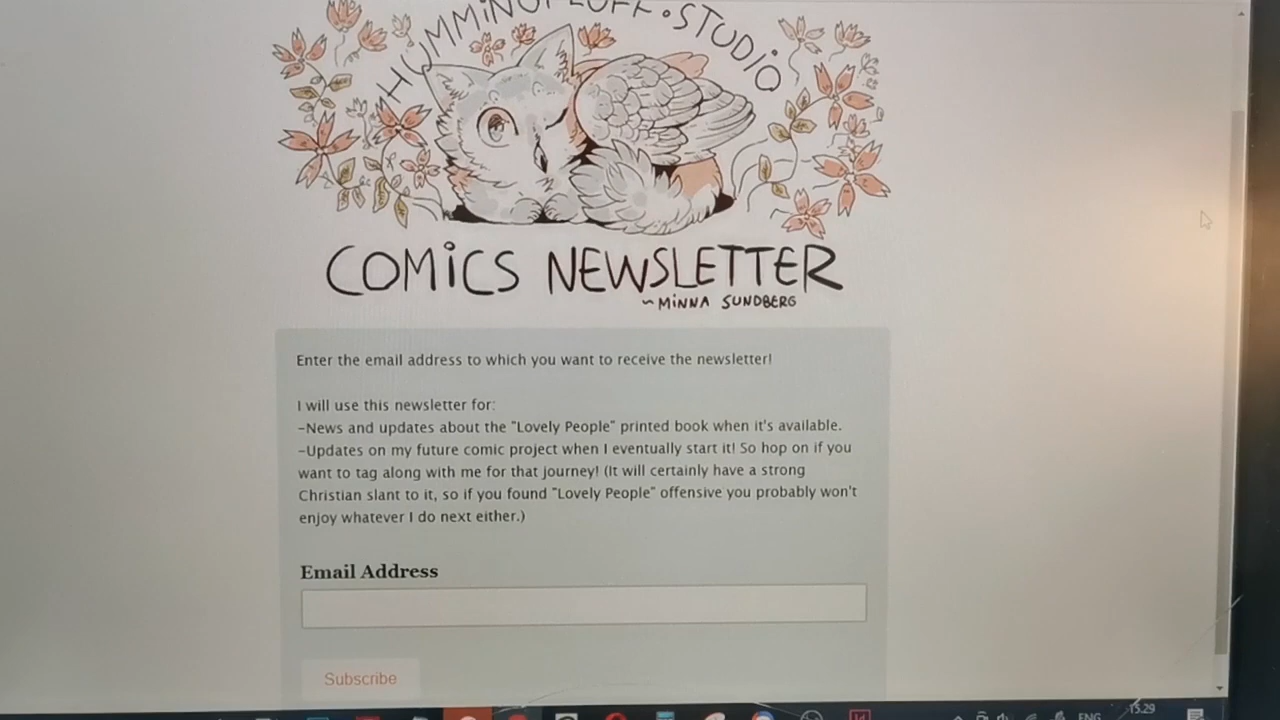 HUMMiNGFLUFF • STUDiO
COMiCS NEWSLETTER
~MiNNA SUNDBERG
Enter the email address to which you want to receive the newsletter!
I will use this newsletter for:
-News and updates about the "Lovely People" printed book when it's available.
-Updates on my future comic project when I eventually start it! So hop on if you
want to tag along with me for that journey! (It will certainly have a strong
Christian slant to it, so if you found "Lovely People" offensive you probably won't
enjoy whatever I do next either.)
Email Address
Subscribe
ENG
15.29